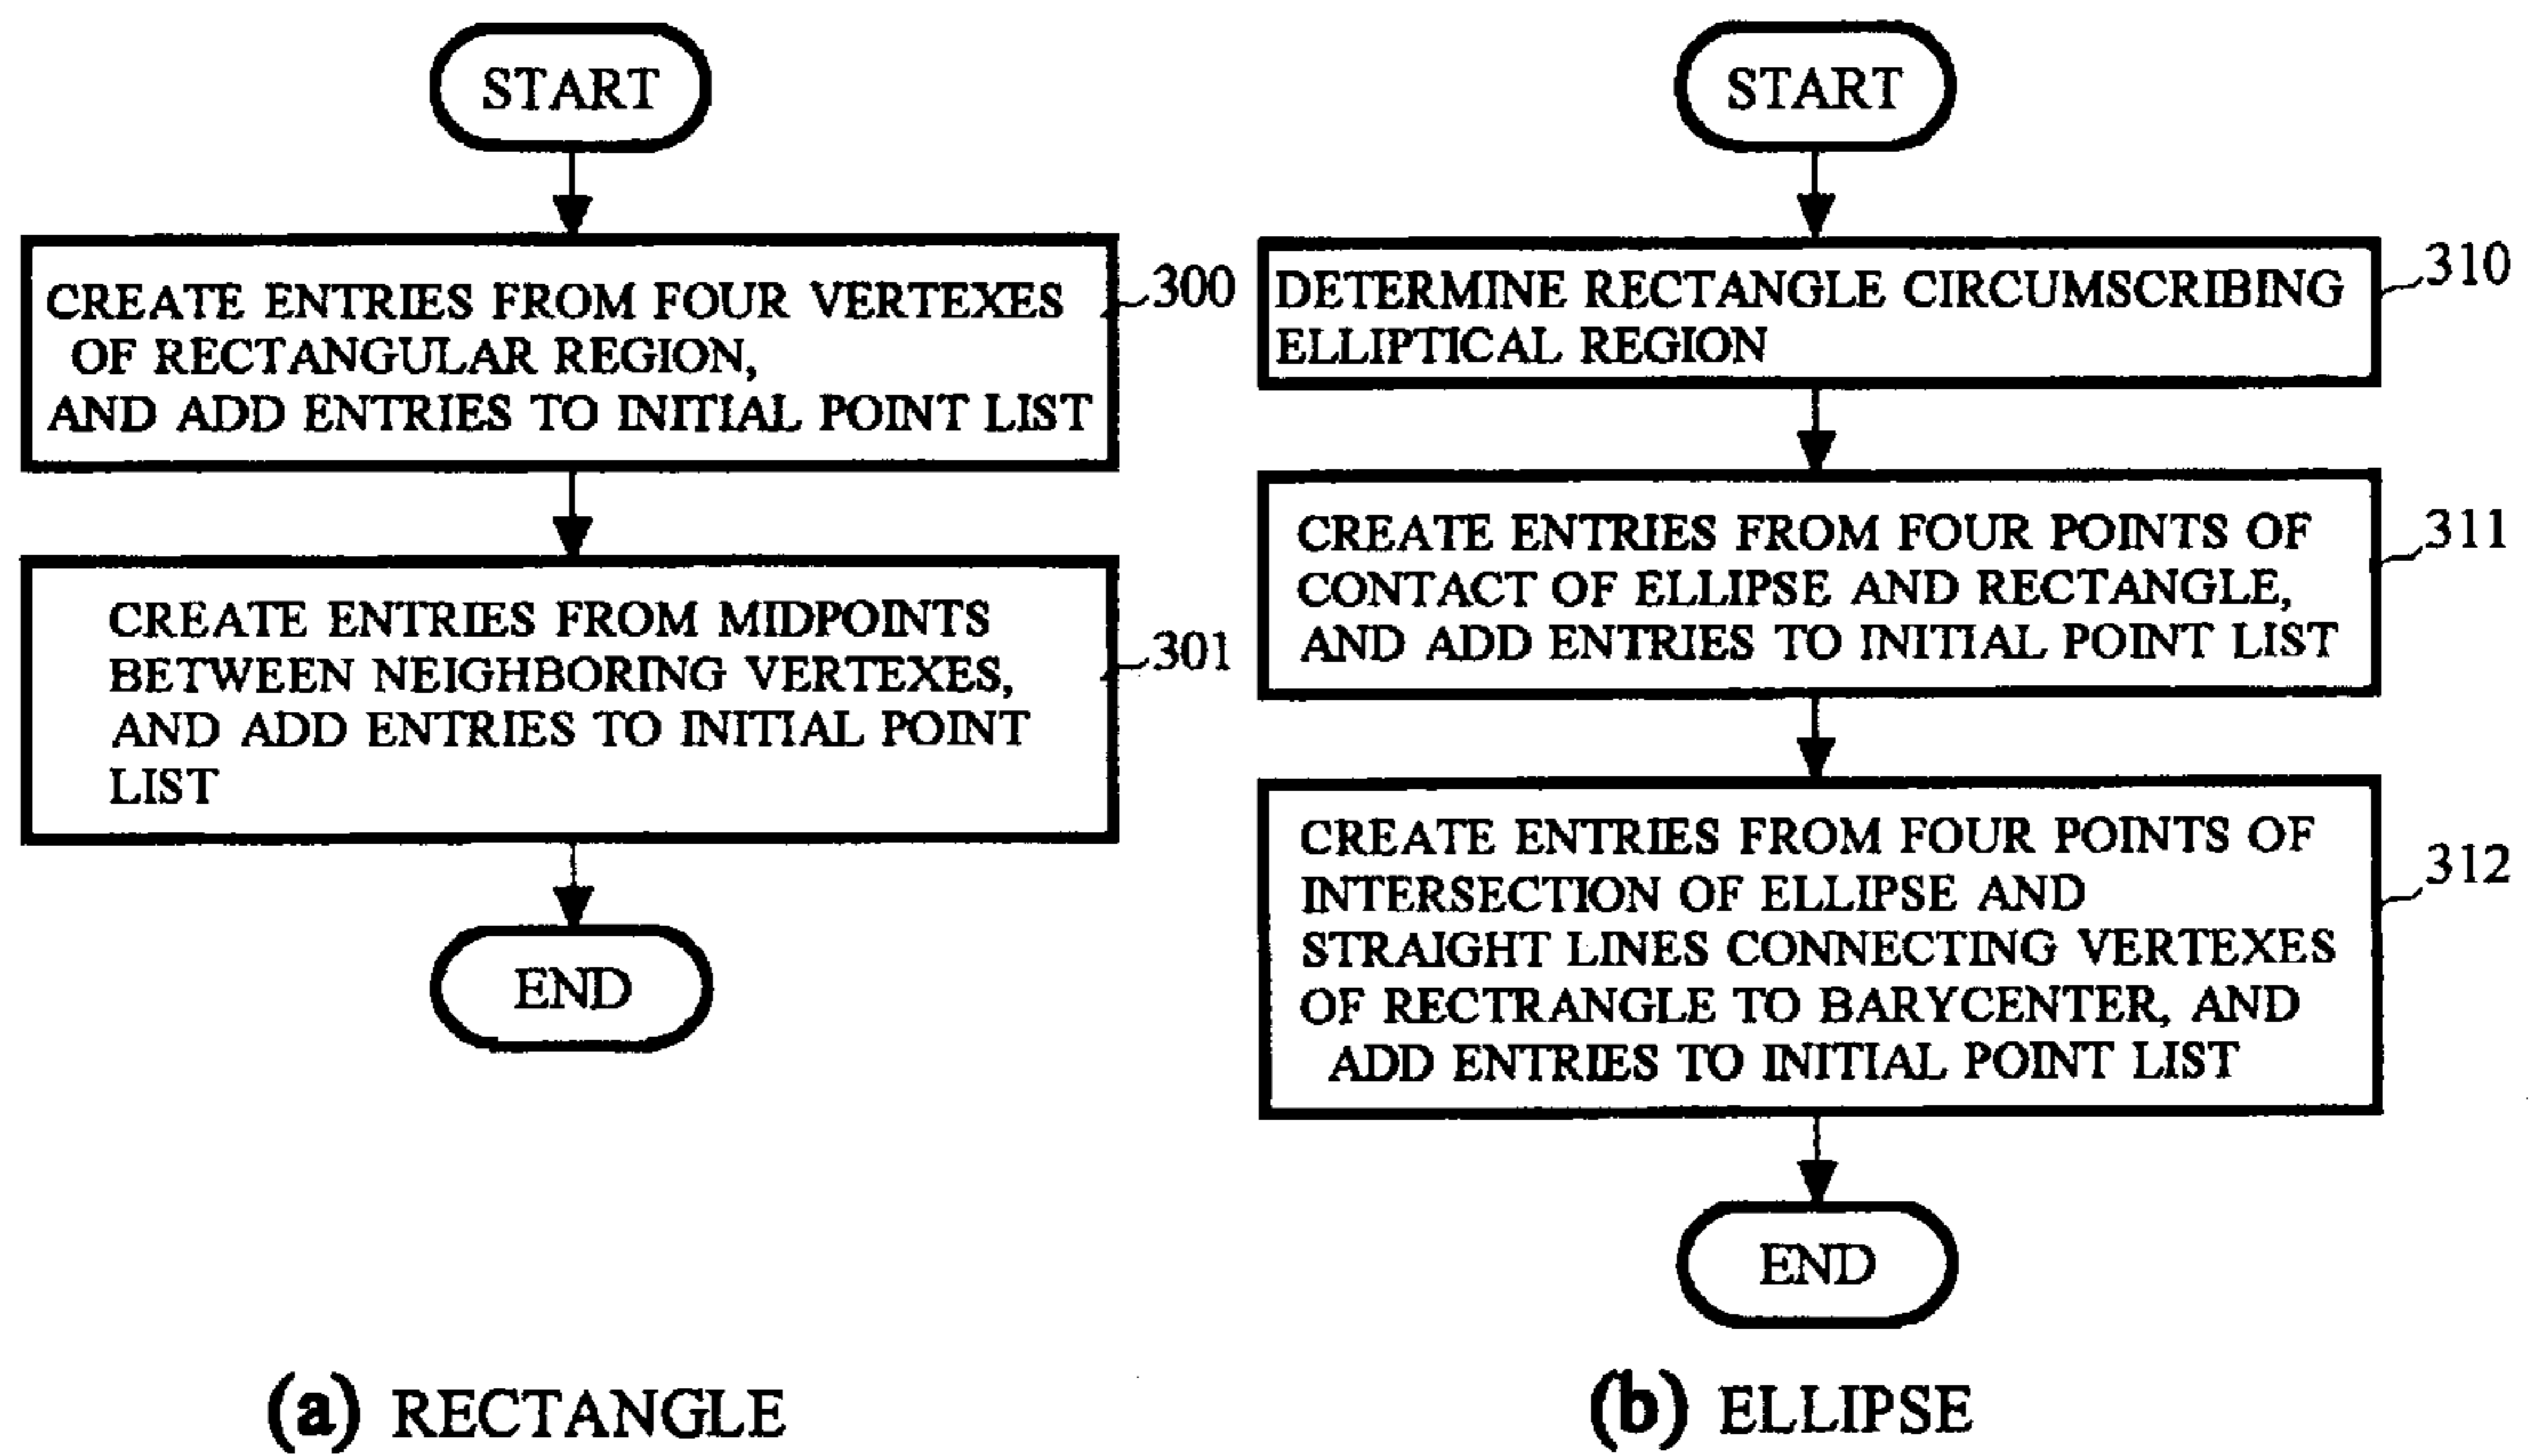 START
CREATE ENTRIES FROM FOUR VERTEXES
OF RECTANGULAR REGION,
AND ADD ENTRIES TO INITIAL POINT LIST
300
CREATE ENTRIES FROM MIDPOINTS
BETWEEN NEIGHBORING VERTEXES,
AND ADD ENTRIES TO INITIAL POINT
LIST
301
END
(a) RECTANGLE
START
DETERMINE RECTANGLE CIRCUMSCRIBING
ELLIPTICAL REGION
310
CREATE ENTRIES FROM FOUR POINTS OF
CONTACT OF ELLIPSE AND RECTANGLE,
AND ADD ENTRIES TO INITIAL POINT LIST
311
CREATE ENTRIES FROM FOUR POINTS OF
INTERSECTION OF ELLIPSE AND
STRAIGHT LINES CONNECTING VERTEXES
OF RECTRANGLE TO BARYCENTER, AND
ADD ENTRIES TO INITIAL POINT LIST
312
END
(b) ELLIPSE